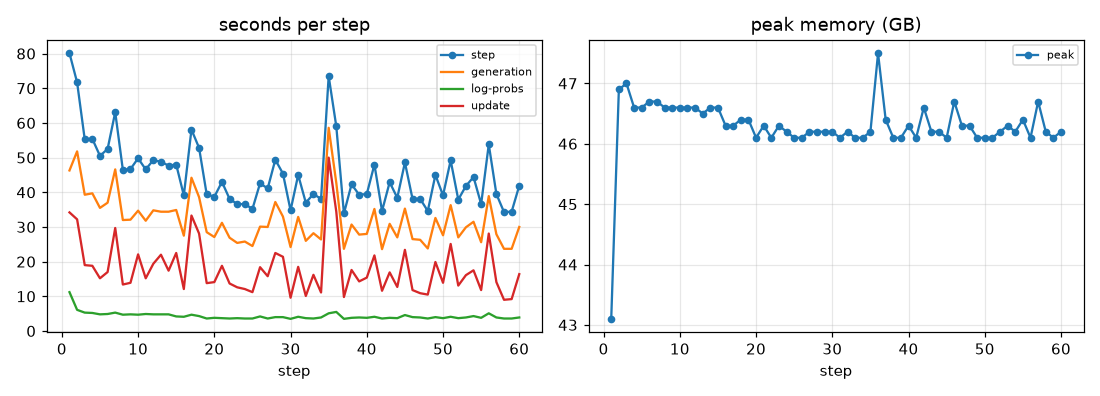 seconds per step
80
70
60
50
40
30
20
10
0
0 10 20 30 40 50 60
step
step
generation
log-probs
update
peak memory (GB)
47
46
45
44
43
0 10 20 30 40 50 60
step
peak